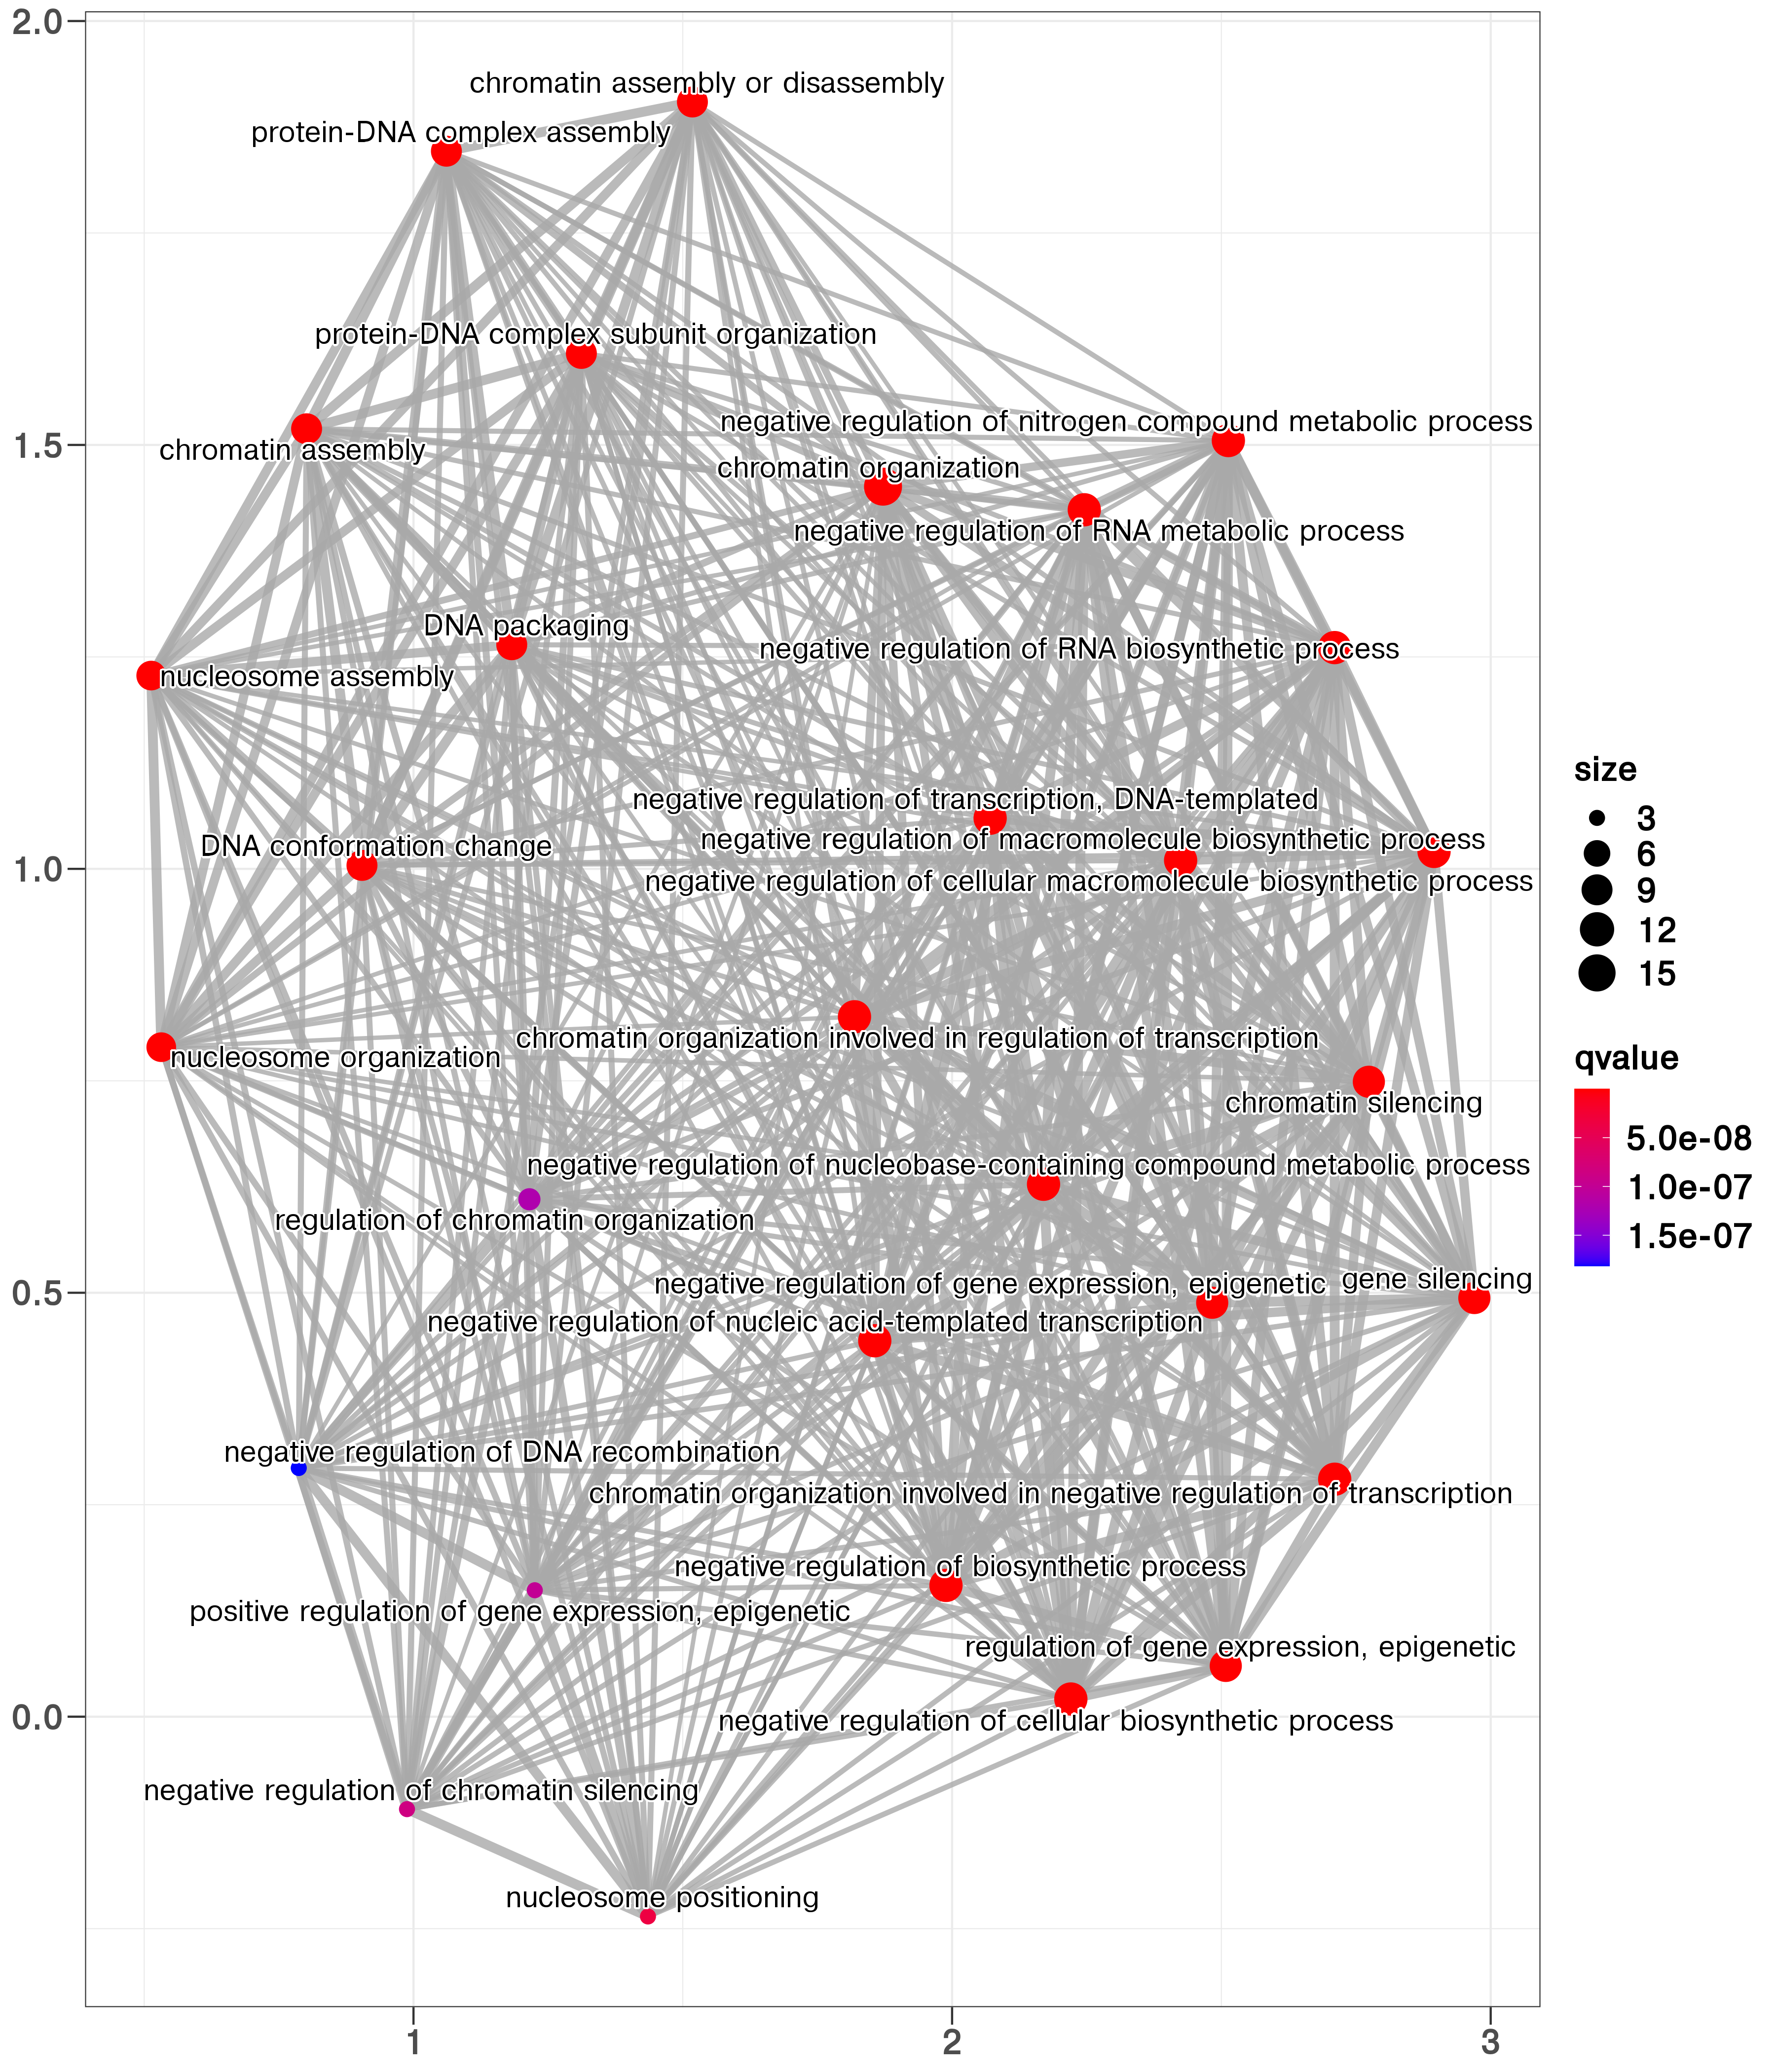 2.0
chromatin assembly or disassembly
protein-DNA complex assembly
protein-DNA complex subunit organization
negative regulation of nitrogen compound metabolic process
1.5
chromatin assembly
chromatin organization
negative regulation of RNA metabolic process
DNA packaging
negative regulation of RNA biosynthetic process
nucleosome assembly
negative regulation of transcription, DNA-templated
negative regulation of macromolecule biosynthetic process
DNA conformation change
1.0
negative regulation of cellular macromolecule biosynthetic process
chromatin organization involved in regulation of transcription
nucleosome organization
chromatin silencing
negative regulation of nucleobase-containing compound metabolic process
regulation of chromatin organization
gene silencing
negative regulation of gene expression, epigenetic
0.5
negative regulation of nucleic acid-templated transcription
negative regulation of DNA recombination
chromatin organization involved in negative regulation of transcription
negative regulation of biosynthetic process
positive regulation of gene expression, epigenetic
regulation of gene expression, epigenetic
0.0
negative regulation of cellular biosynthetic process
negative regulation of chromatin silencing
nucleosome positioning
1
2
3
size
3
6
9
12
15
qvalue
5.0e-08
1.0e-07
1.5e-07